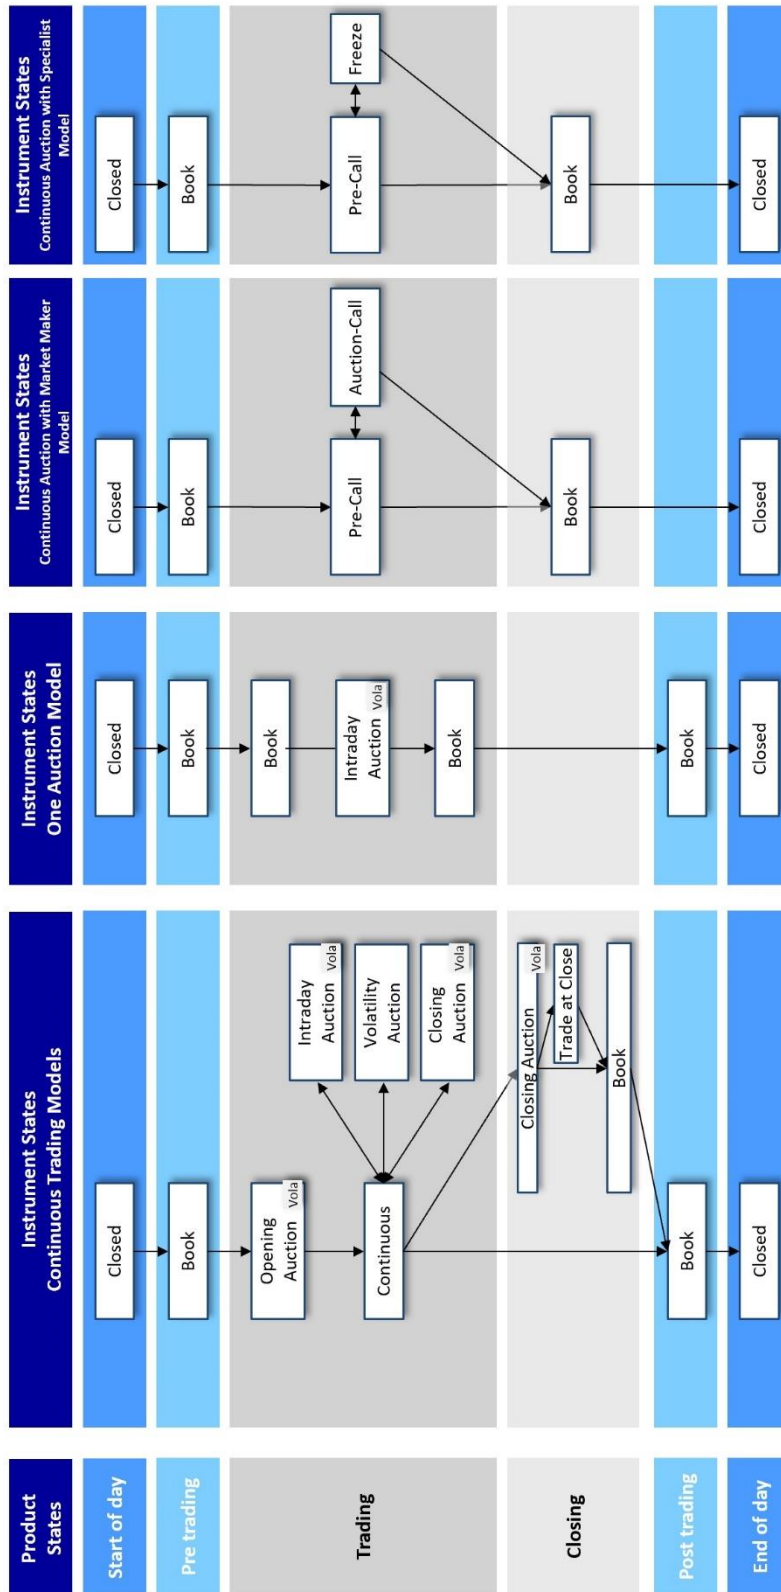 Product
States
Start of day
Pre trading
Trading
Closing
Post trading
End of day
Instrument States
Continuous Trading Models
Closed
Book
Opening
Auction
Vola
Continuous
Intraday
Auction
Vola
Volatility
Auction
Closing
Auction
Vola
Closing Auction
Vola
Trade at Close
Book
Book
Closed
Instrument States
One Auction Model
Closed
Book
Book
Intraday
Auction
Vola
Book
Book
Closed
Instrument States
Continuous Auction with Market Maker
Model
Closed
Book
Pre-Call
Auction-Call
Book
Closed
Instrument States
Continuous Auction with Specialist
Model
Closed
Book
Pre-Call
Freeze
Book
Closed